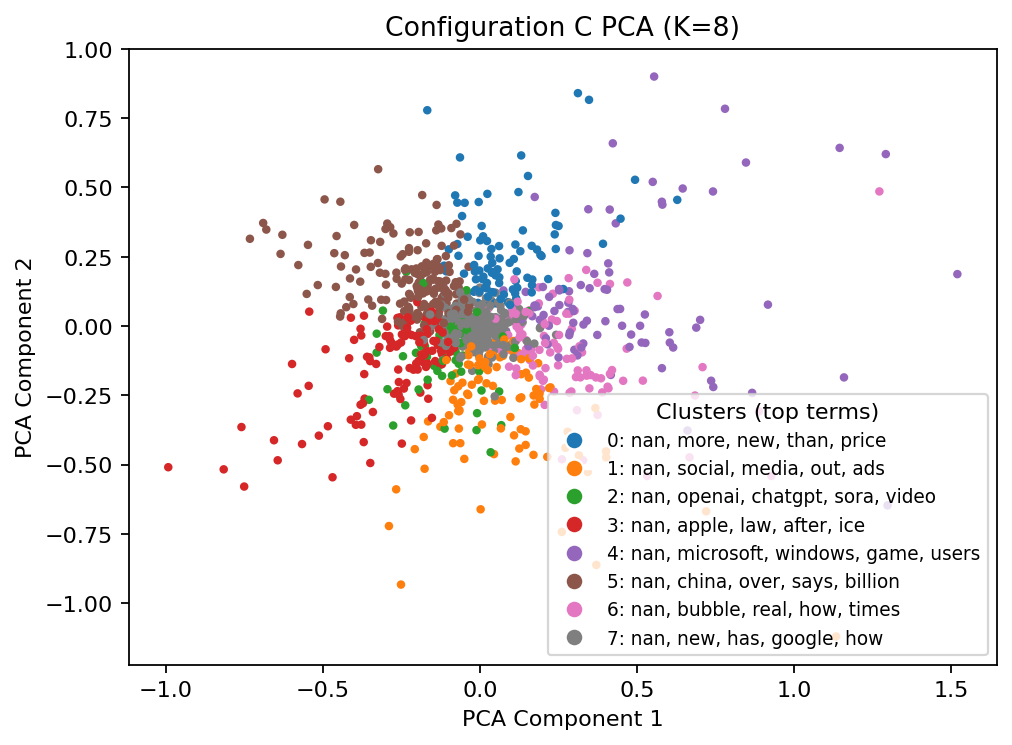 Configuration C PCA (K=8)
1.00
0.75
0.50
0.25
0.00
−0.25
−0.50
−0.75
−1.00
PCA Component 2
Clusters (top terms)
0: nan, more, new, than, price
1: nan, social, media, out, ads
2: nan, openai, chatgpt, sora, video
3: nan, apple, law, after, ice
4: nan, microsoft, windows, game, users
5: nan, china, over, says, billion
6: nan, bubble, real, how, times
7: nan, new, has, google, how
−1.0 −0.5 0.0 0.5 1.0 1.5
PCA Component 1